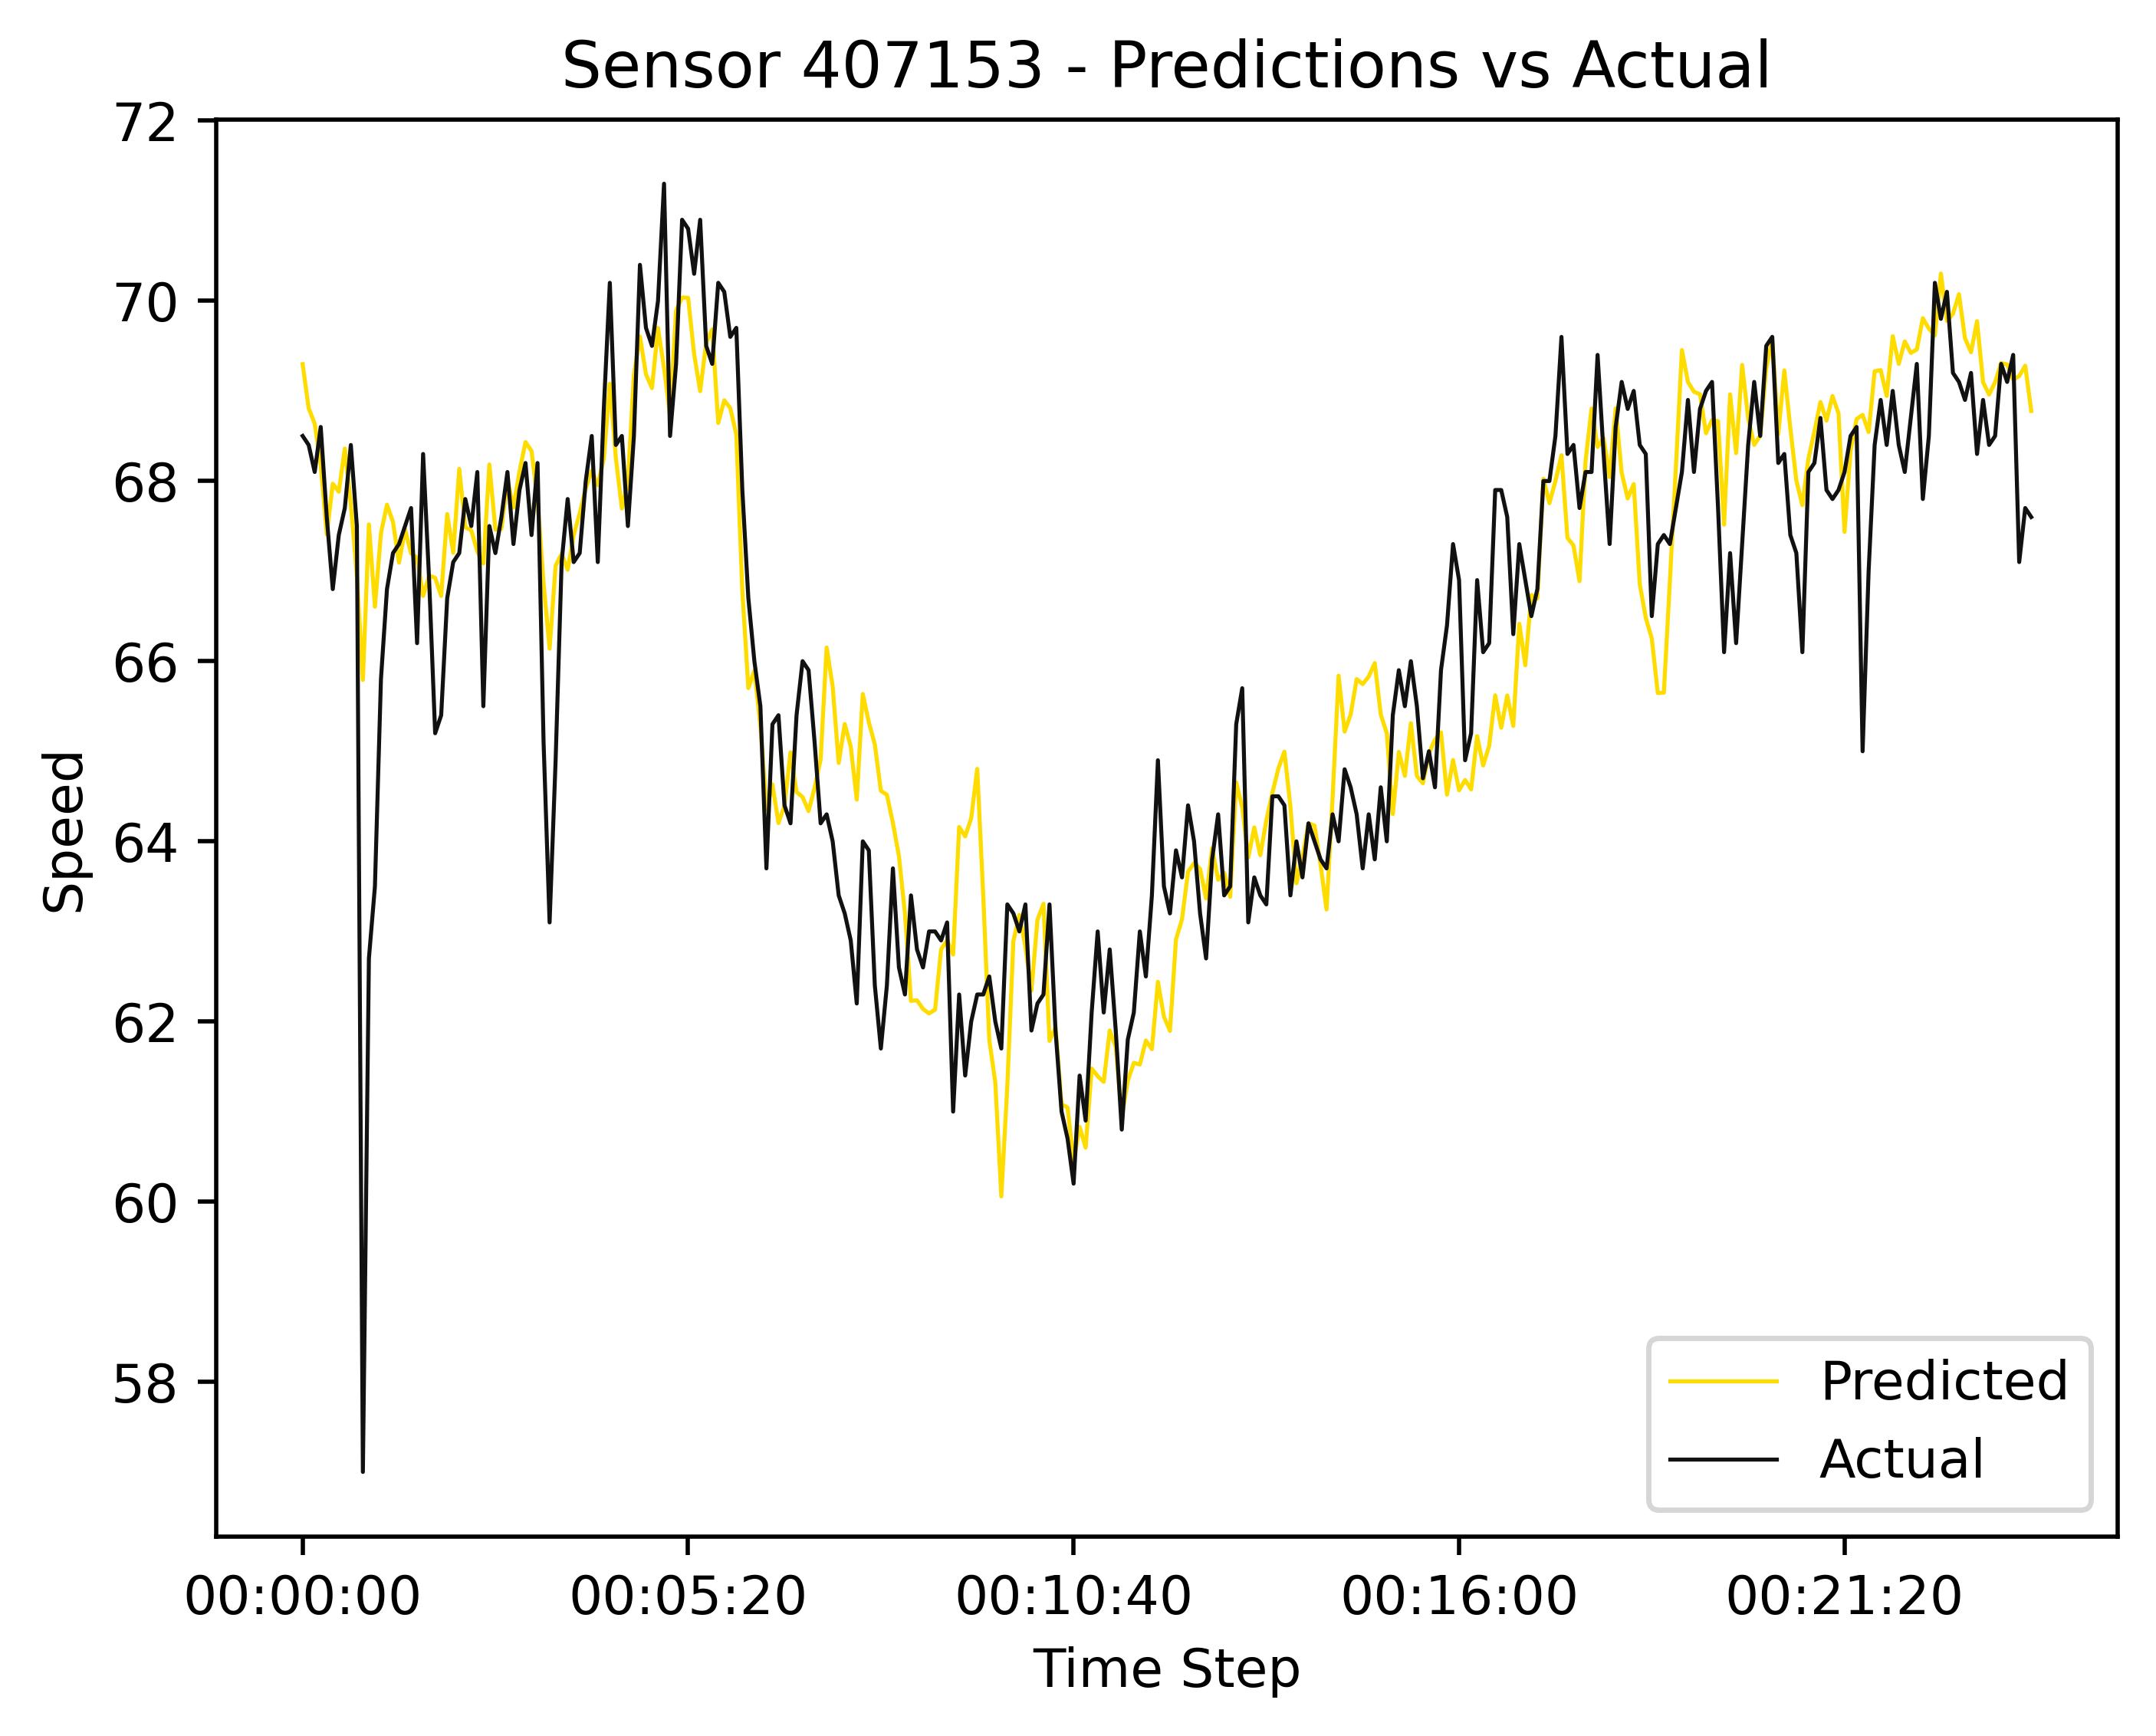 Sensor 407153 - Predictions vs Actual
72
70
68
66
64
62
60
58
Speed
Predicted
Actual
00:00:00 00:05:20 00:10:40 00:16:00 00:21:20
Time Step